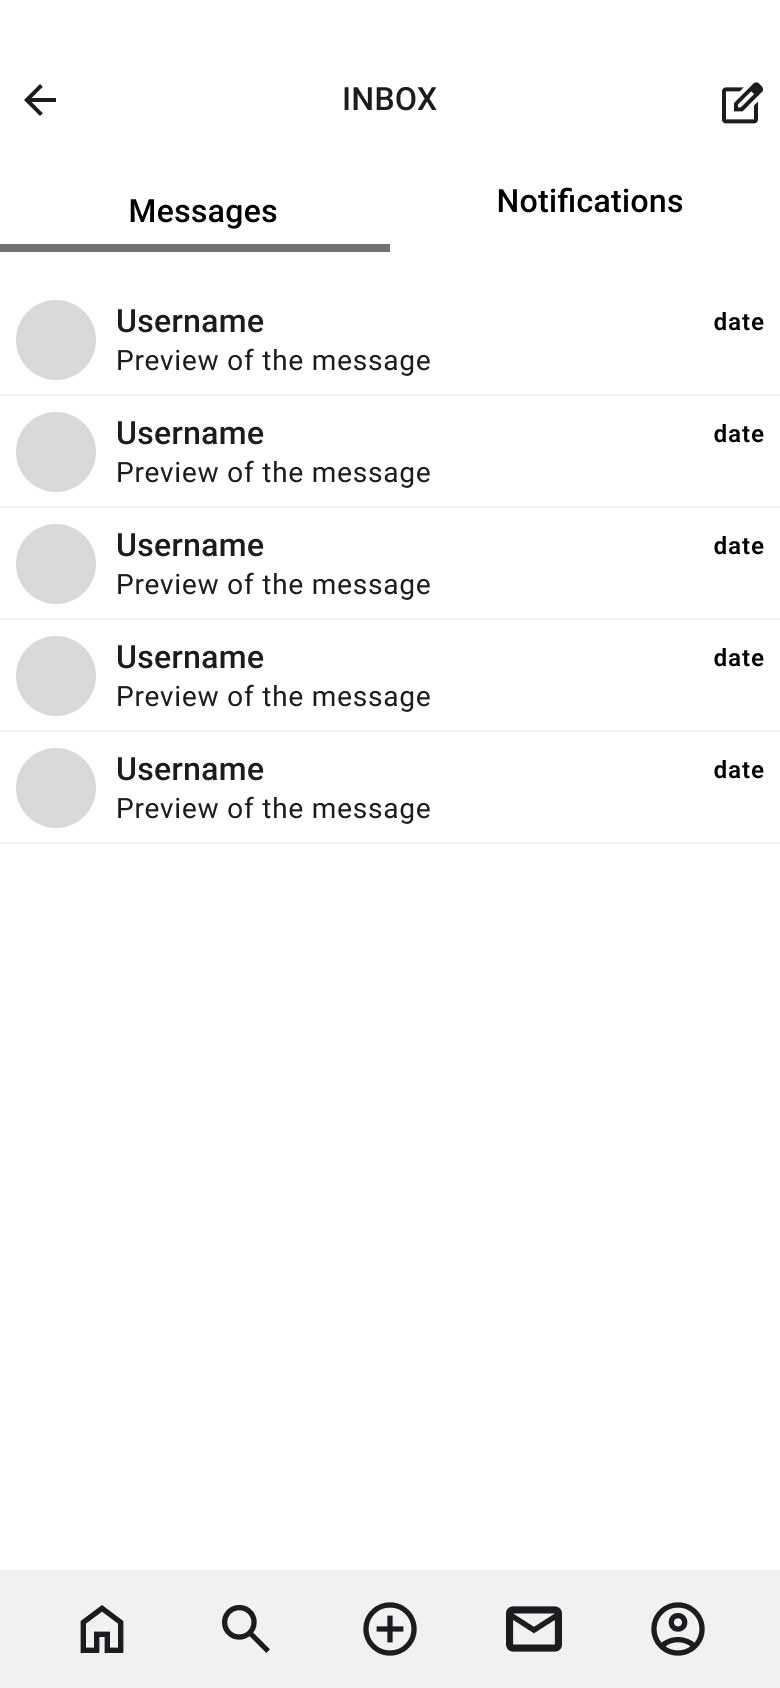 INBOX
Messages
Notifications
Username
date
Preview of the message
Username
date
Preview of the message
Username
date
Preview of the message
Username
date
Preview of the message
Username
date
Preview of the message